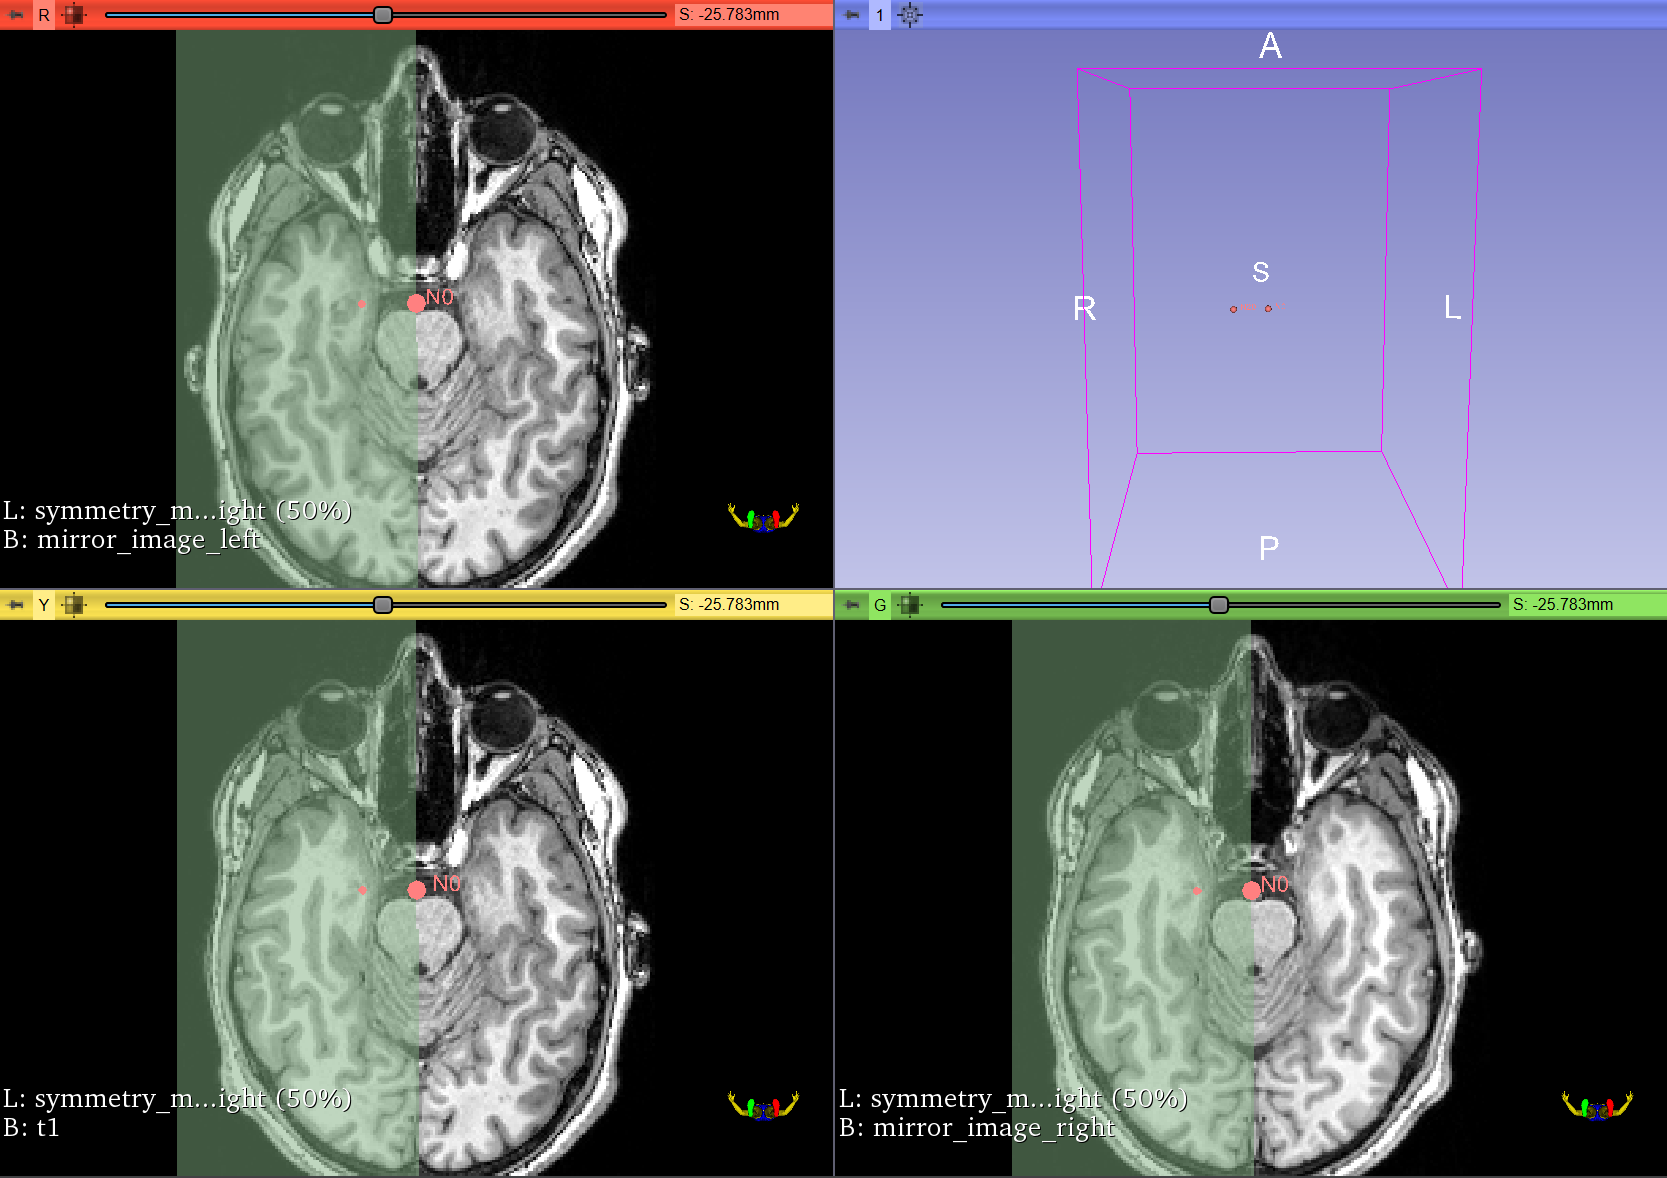 R S: -25.783mm
N0
L: symmetry_m...ight (50%)
B: mirror_image_left
1
A
S
R L
P
Y S: -25.783mm
N0
L: symmetry_m...ight (50%)
B: t1
G S: -25.783mm
N0
L: symmetry_m...ight (50%)
B: mirror_image_right